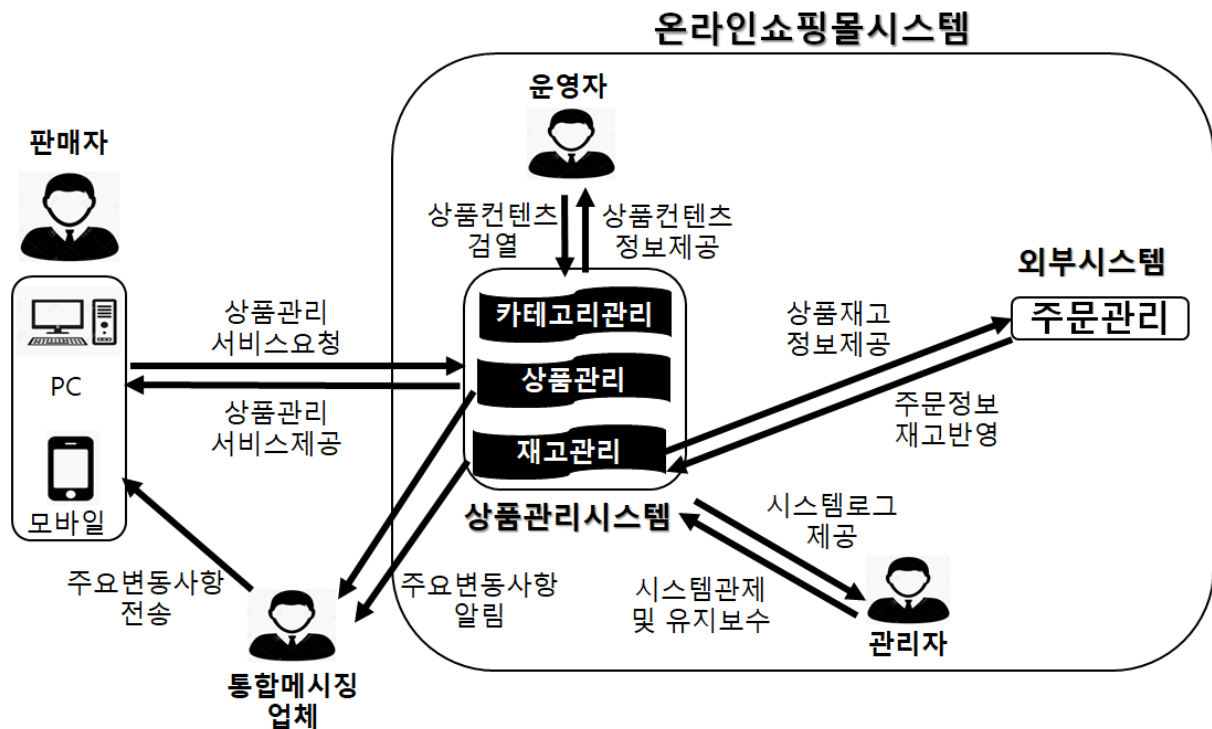 온라인쇼핑몰시스템
운영자
판매자
상품컨텐츠
검열
상품컨텐츠
정보제공
외부시스템
주문관리
카테고리관리
상품관리
재고관리
상품관리시스템
상품관리
서비스요청
PC
상품관리
서비스제공
모바일
상품재고
정보제공
주문정보
재고반영
시스템로그
제공
시스템관제
및 유지보수
관리자
주요변동사항
전송
주요변동사항
알림
통합메시징
업체